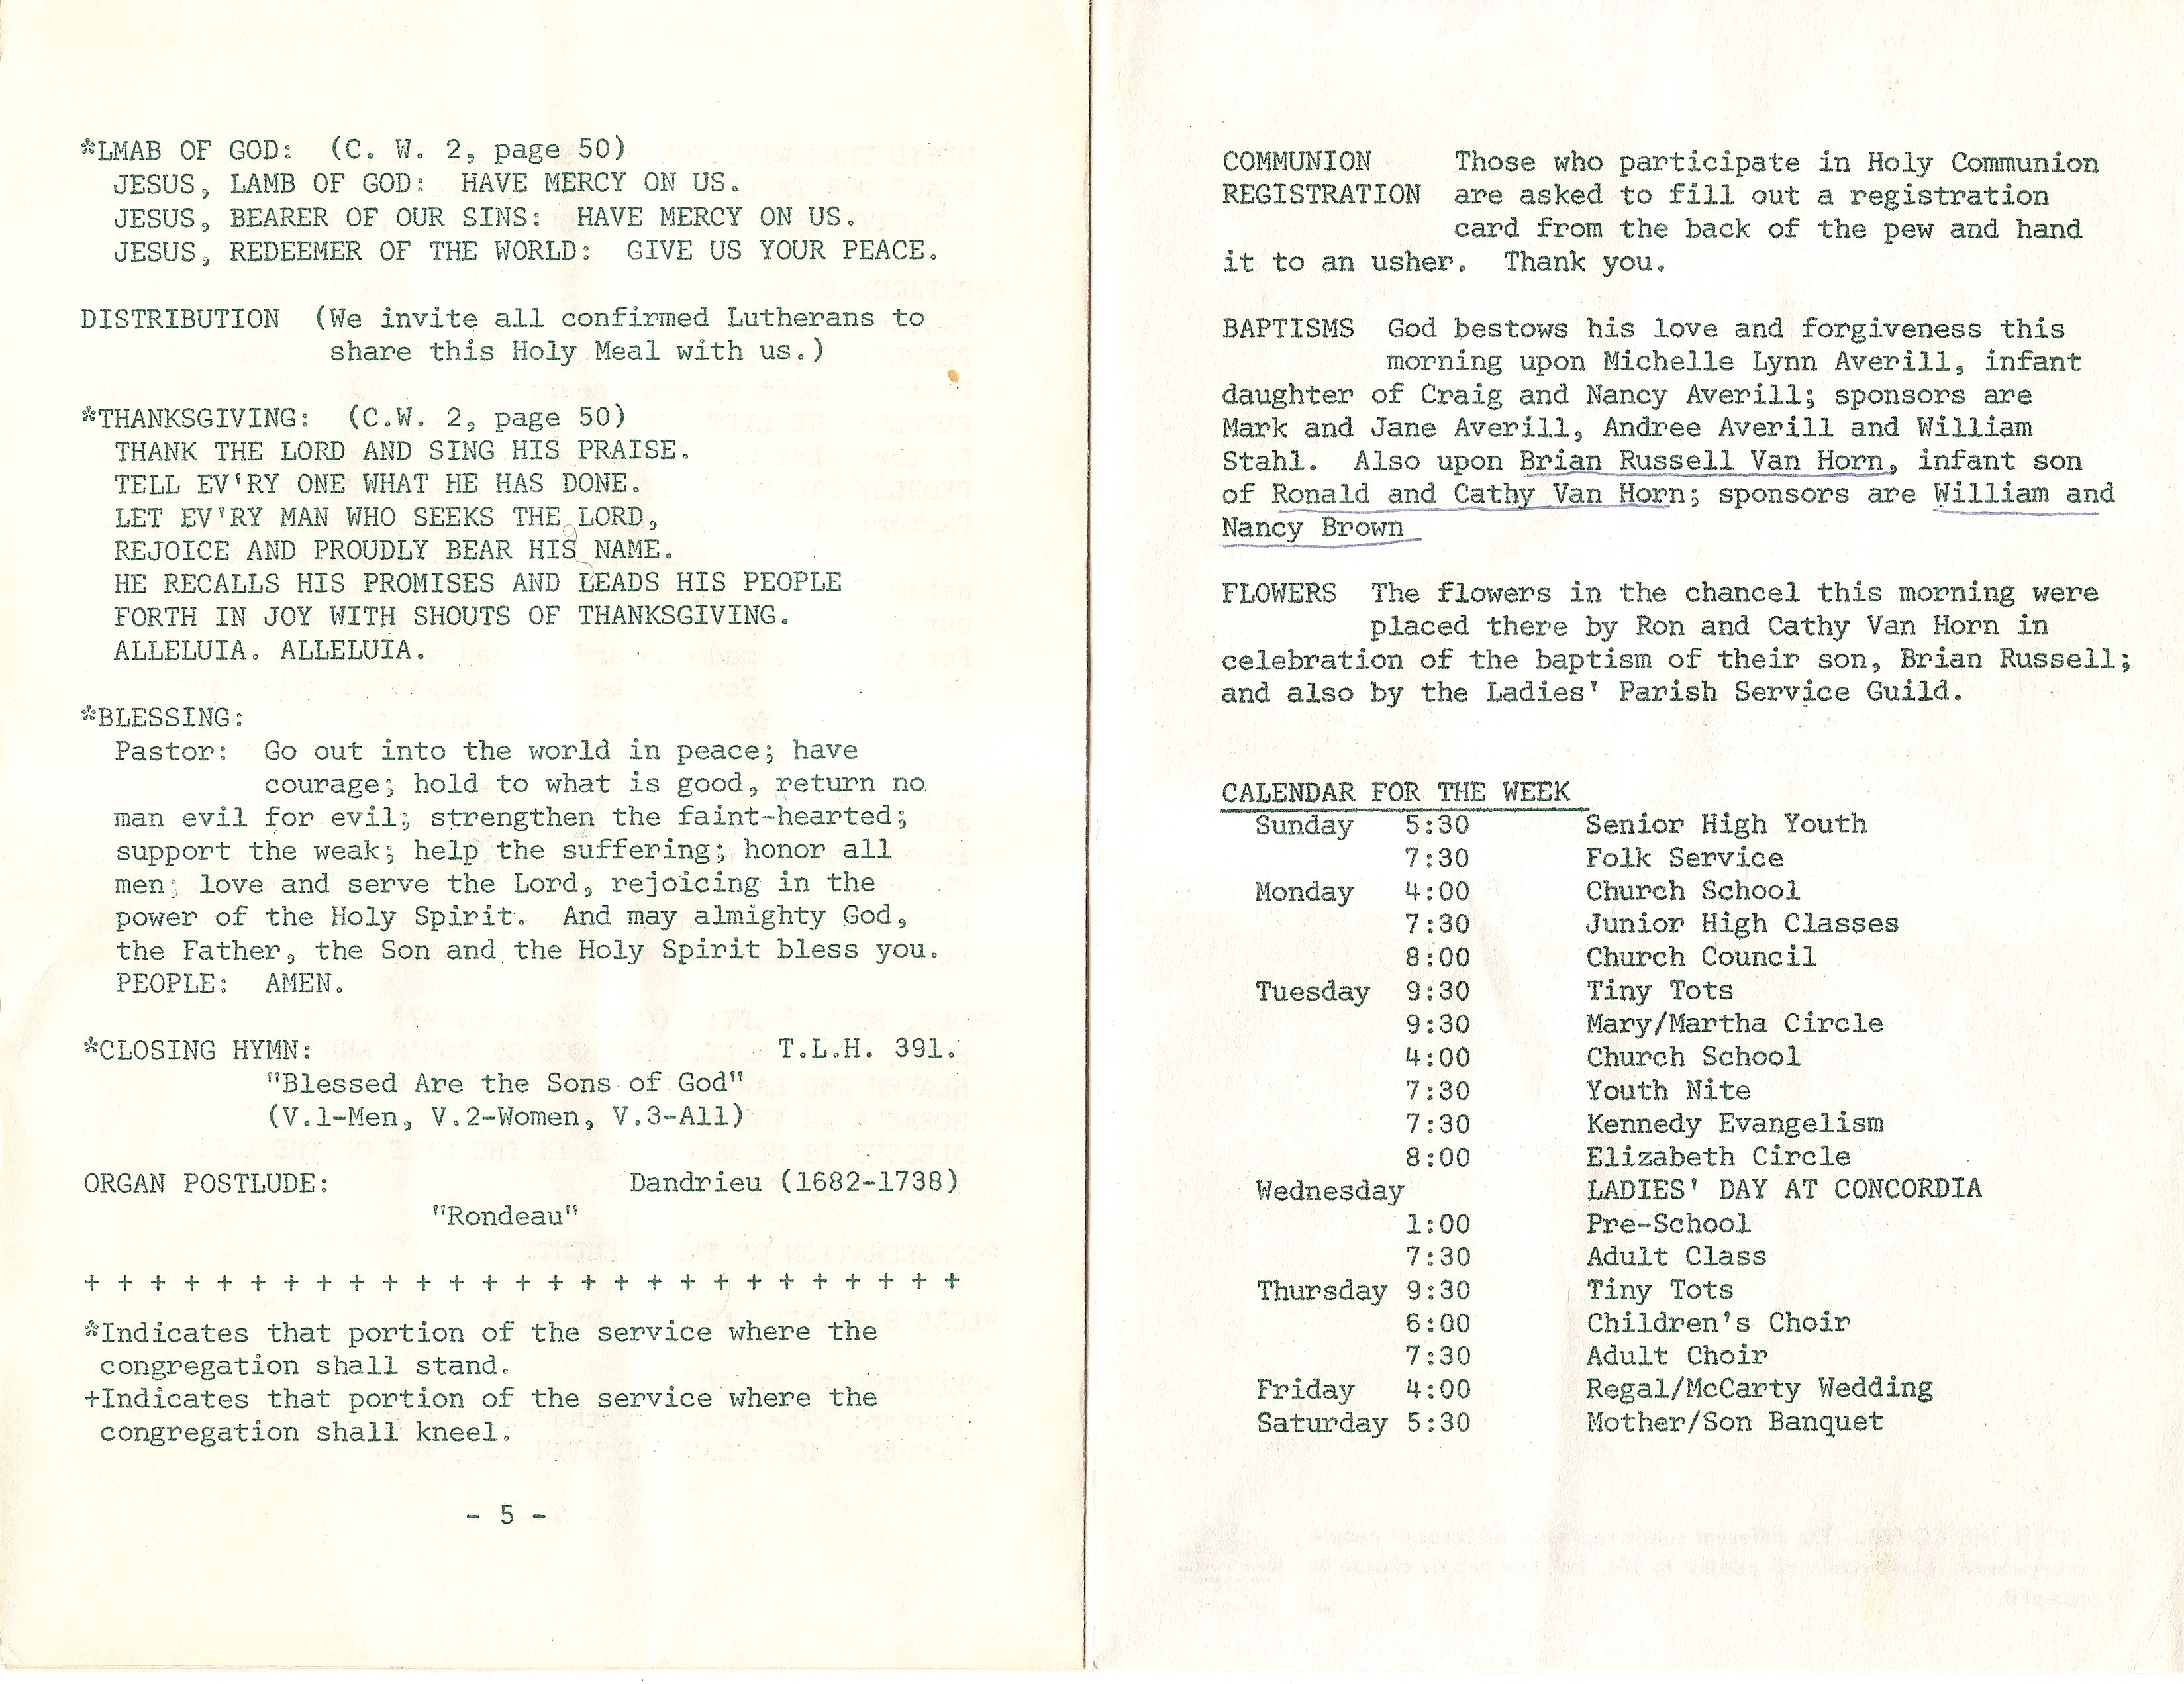 *LMAB OF GOD: (C. W. 2, page 50)
JESUS, LAMB OF GOD: HAVE MERCY ON US.
JESUS, BEARER OF OUR SINS: HAVE MERCY ON US.
JESUS, REDEEMER OF THE WORLD: GIVE US YOUR PEACE.
DISTRIBUTION (We invite all confirmed Lutherans to
share this Holy Meal with us.)
*THANKSGIVING: (C.W. 2, page 50)
THANK THE LORD AND SING HIS PRAISE.
TELL EV'RY ONE WHAT HE HAS DONE.
LET EV'RY MAN WHO SEEKS THE LORD,
REJOICE AND PROUDLY BEAR HIS NAME.
HE RECALLS HIS PROMISES AND LEADS HIS PEOPLE
FORTH IN JOY WITH SHOUTS OF THANKSGIVING.
ALLELUIA. ALLELUIA.
*BLESSING:
Pastor: Go out into the world in peace; have
courage; hold to what is good, return no
man evil for evil; strengthen the faint-hearted;
support the weak; help the suffering; honor all
men; love and serve the Lord, rejoicing in the
power of the Holy Spirit. And may almighty God,
the Father, the Son and the Holy Spirit bless you.
PEOPLE: AMEN.
*CLOSING HYMN: T.L.H. 391.
"Blessed Are the Sons of God"
(V.1-Men, V.2-Women, V.3-All)
ORGAN POSTLUDE: Dandrieu (1682-1738)
"Rondeau"
+ + + + + + + + + + + + + + + + + + + + + + + + + + +
*Indicates that portion of the service where the
congregation shall stand.
+Indicates that portion of the service where the
congregation shall kneel.
- 5 -
COMMUNION Those who participate in Holy Communion
REGISTRATION are asked to fill out a registration
card from the back of the pew and hand
it to an usher. Thank you.
BAPTISMS God bestows his love and forgiveness this
morning upon Michelle Lynn Averill, infant
daughter of Craig and Nancy Averill; sponsors are
Mark and Jane Averill, Andree Averill and William
Stahl. Also upon Brian Russell Van Horn, infant son
of Ronald and Cathy Van Horn; sponsors are William and
Nancy Brown
FLOWERS The flowers in the chancel this morning were
placed there by Ron and Cathy Van Horn in
celebration of the baptism of their son, Brian Russell;
and also by the Ladies' Parish Service Guild.
CALENDAR FOR THE WEEK
Sunday 5:30 Senior High Youth
7:30 Folk Service
Monday 4:00 Church School
7:30 Junior High Classes
8:00 Church Council
Tuesday 9:30 Tiny Tots
9:30 Mary/Martha Circle
4:00 Church School
7:30 Youth Nite
7:30 Kennedy Evangelism
8:00 Elizabeth Circle
Wednesday LADIES' DAY AT CONCORDIA
1:00 Pre-School
7:30 Adult Class
Thursday 9:30 Tiny Tots
6:00 Children's Choir
7:30 Adult Choir
Friday 4:00 Regal/McCarty Wedding
Saturday 5:30 Mother/Son Banquet